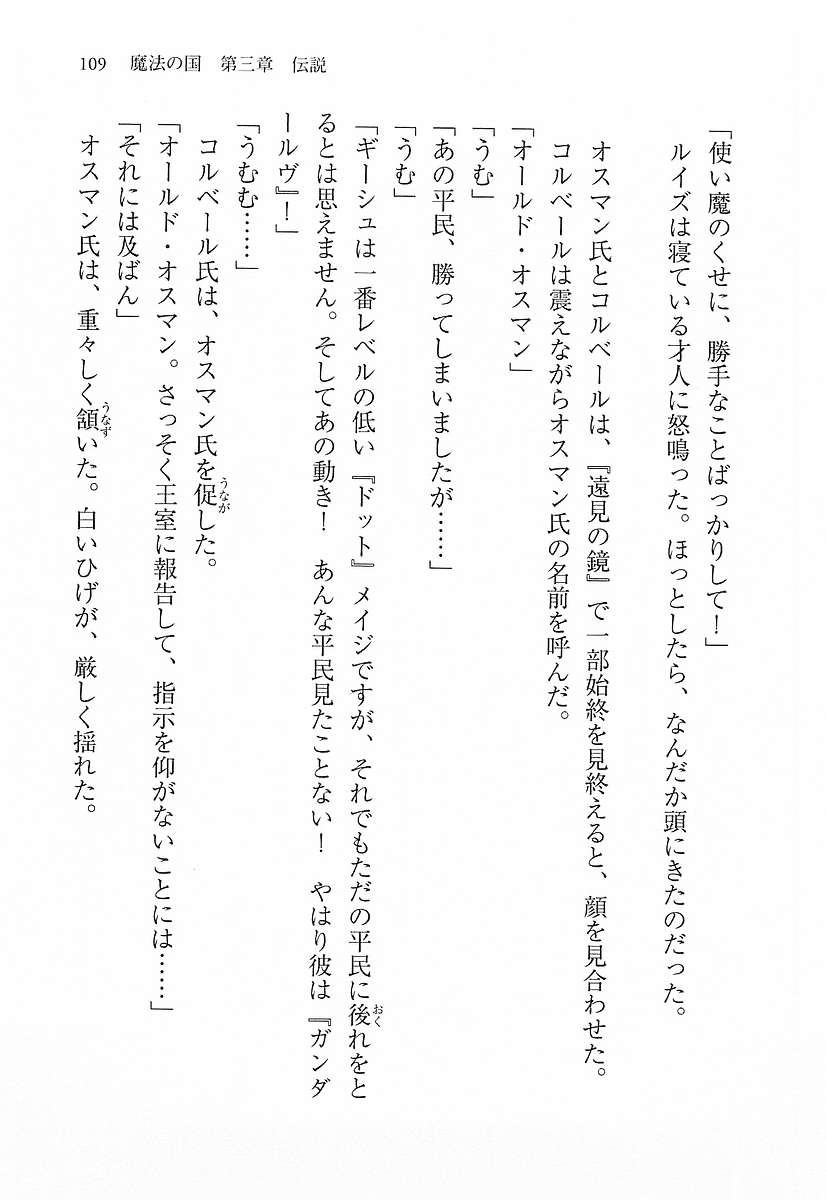 109　魔法の国　第三章　伝説
「使い魔のくせに、勝手なことばっかりして！」
ルイズは寝ている才人に怒鳴った。ほっとしたら、なんだか頭にきたのだった。
オスマン氏とコルベールは、『遠見の鏡』で一部始終を見終えると、顔を見合わせた。
コルベールは震えながらオスマン氏の名前を呼んだ。
「オールド・オスマン」
「うむ」
「あの平民、勝ってしまいましたが……」
「うむ」
「ギーシュは一番レベルの低い『ドット』メイジですが、それでもただの平民に後れをと
るとは思えません。そしてあの動き！　あんな平民見たことない！　やはり彼は『ガンダ
ールヴ』！」
「うむむ……」
コルベール氏は、オスマン氏を促した。
「オールド・オスマン。さっそく王室に報告して、指示を仰がないことには……」
「それには及ばん」
オスマン氏は、重々しく頷いた。白いひげが、厳しく揺れた。
おく
うなが
うなず